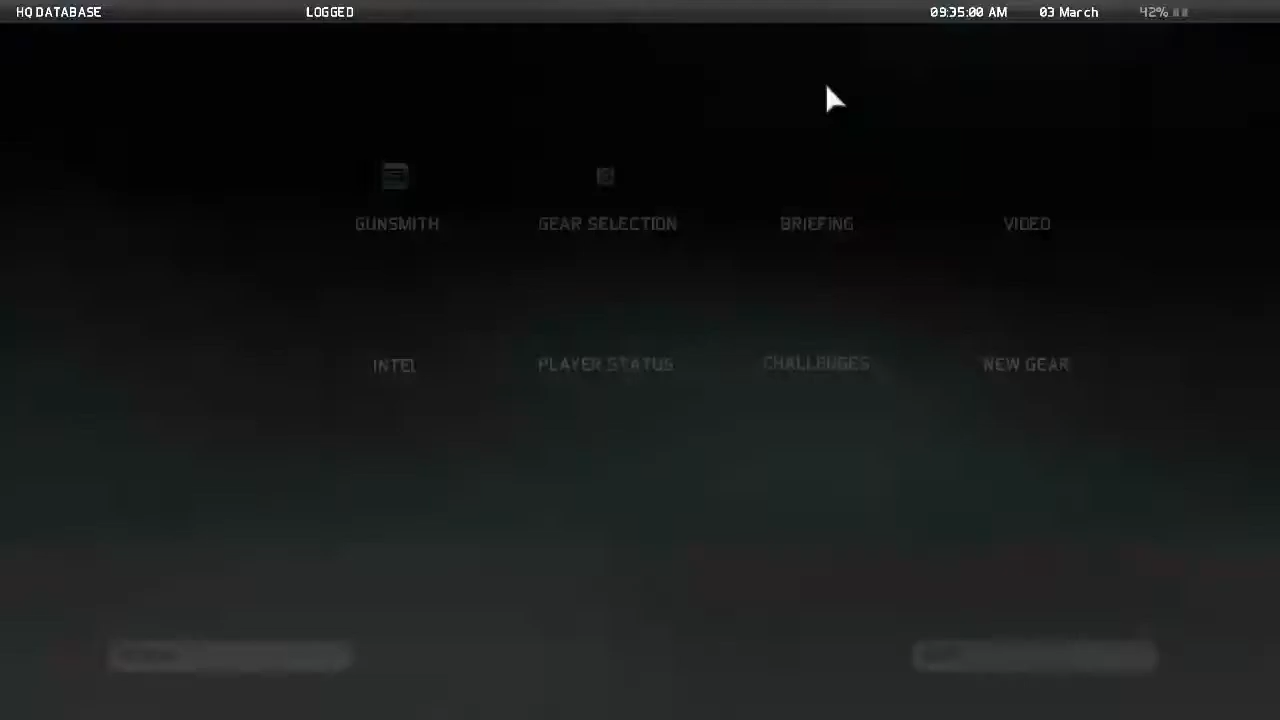 HQ DATABASE LOGGED 09:35:00 AM 03 March 42%
GUNSMITH GEAR SELECTION BRIEFING VIDEO
INTEL PLAYER STATUS CHALLENGES NEW GEAR